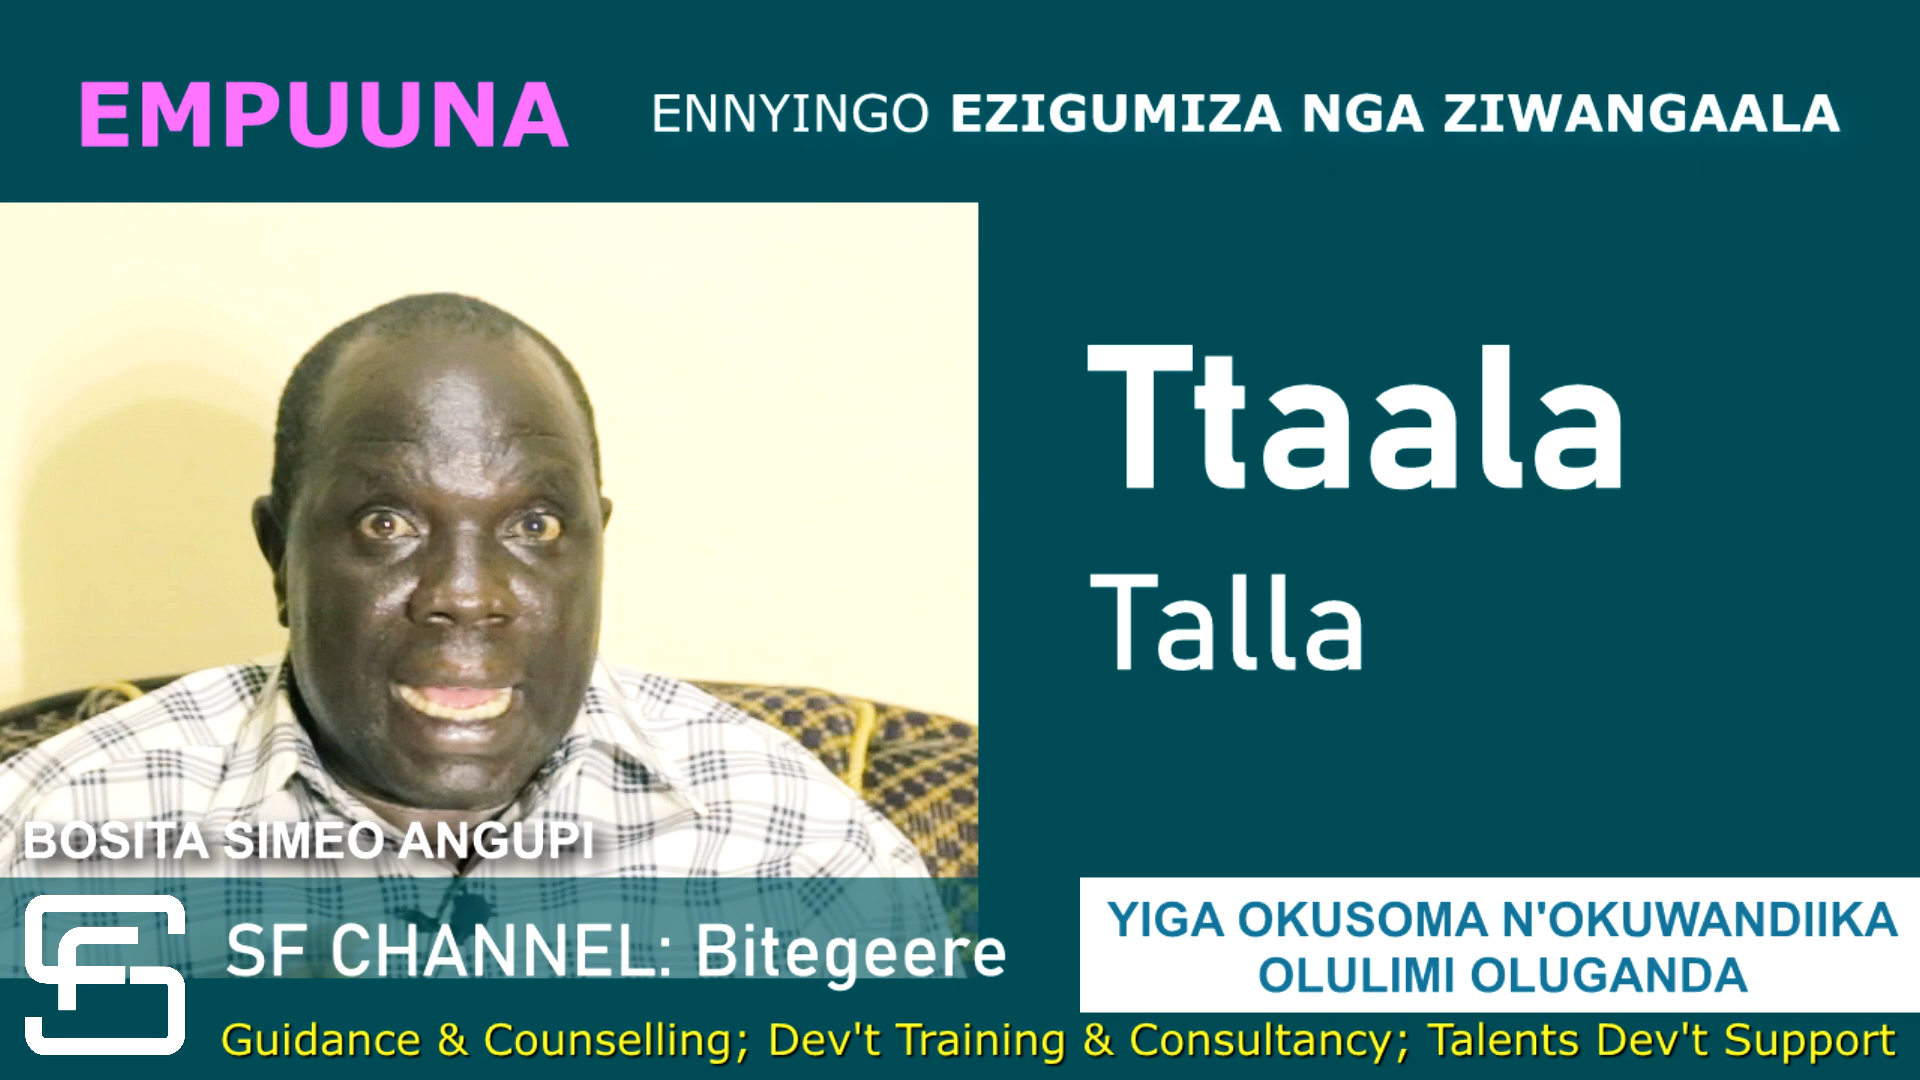 EMPUUNA
ENNYINGO EZIGUMIZA NGA ZIWANGAALA
Ttaala
Talla
BOSITA SIMEO ANGUPI
SF CHANNEL: Bitegeere
YIGA OKUSOMA N'OKUWANDIIKA
OLULIMI OLUGANDA
Guidance & Counselling; Dev't Training & Consultancy; Talents Dev't Support